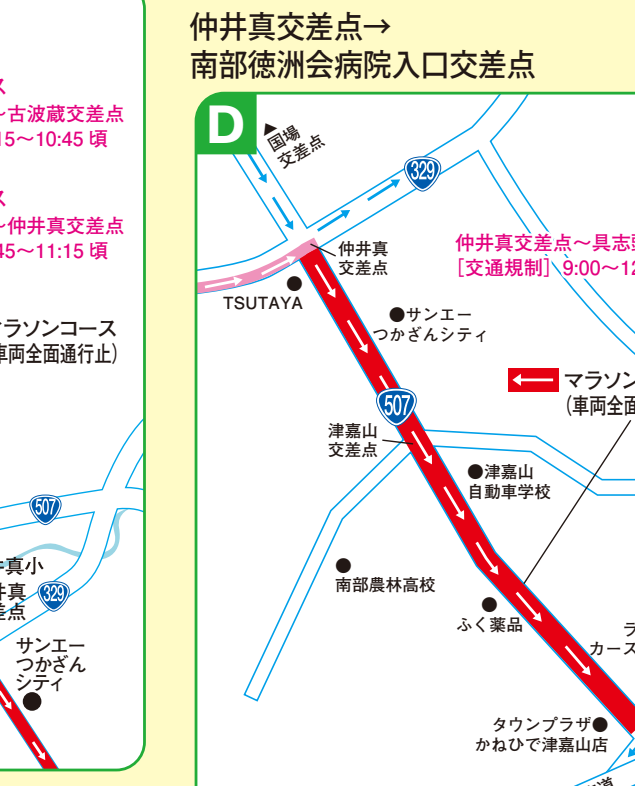 ス
～古波蔵交差点
15～10:45 頃
ス
～仲井真交差点
45～11:15 頃
マラソンコース
車両全面通行止)
507
真小
井真
差点
329
サンエー
つかざん
シティ
仲井真交差点→
南部徳洲会病院入口交差点
D
国場
交差点
329
仲井真
交差点
仲井真交差点～具志
[交通規制] 9:00～12
TSUTAYA
サンエー
つかざんシティ
マラソン
(車両全面
507
津嘉山
交差点
津嘉山
自動車学校
南部農林高校
ふく薬品
カース
タウンプラザ
かねひで津嘉山店
道